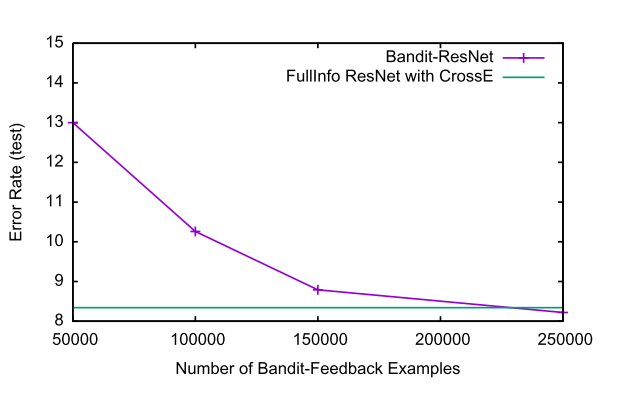 15
14
13
12
11
10
9
8
Error Rate (test)
Bandit-ResNet
FullInfo ResNet with CrossE
50000 100000 150000 200000 250000
Number of Bandit-Feedback Examples